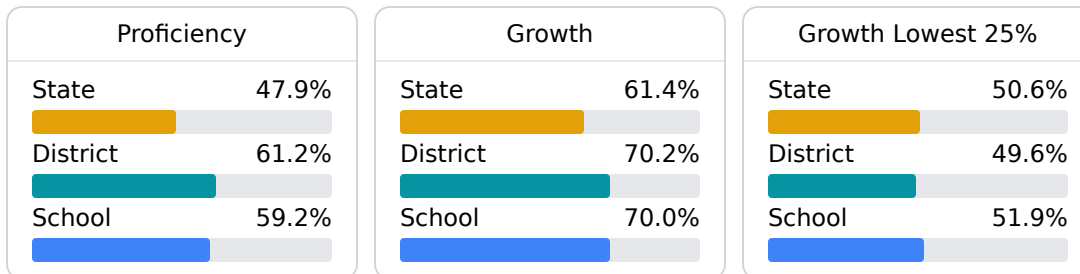 Proficiency
State 47.9%
District 61.2%
School 59.2%
Growth
State 61.4%
District 70.2%
School 70.0%
Growth Lowest 25%
State 50.6%
District 49.6%
School 51.9%